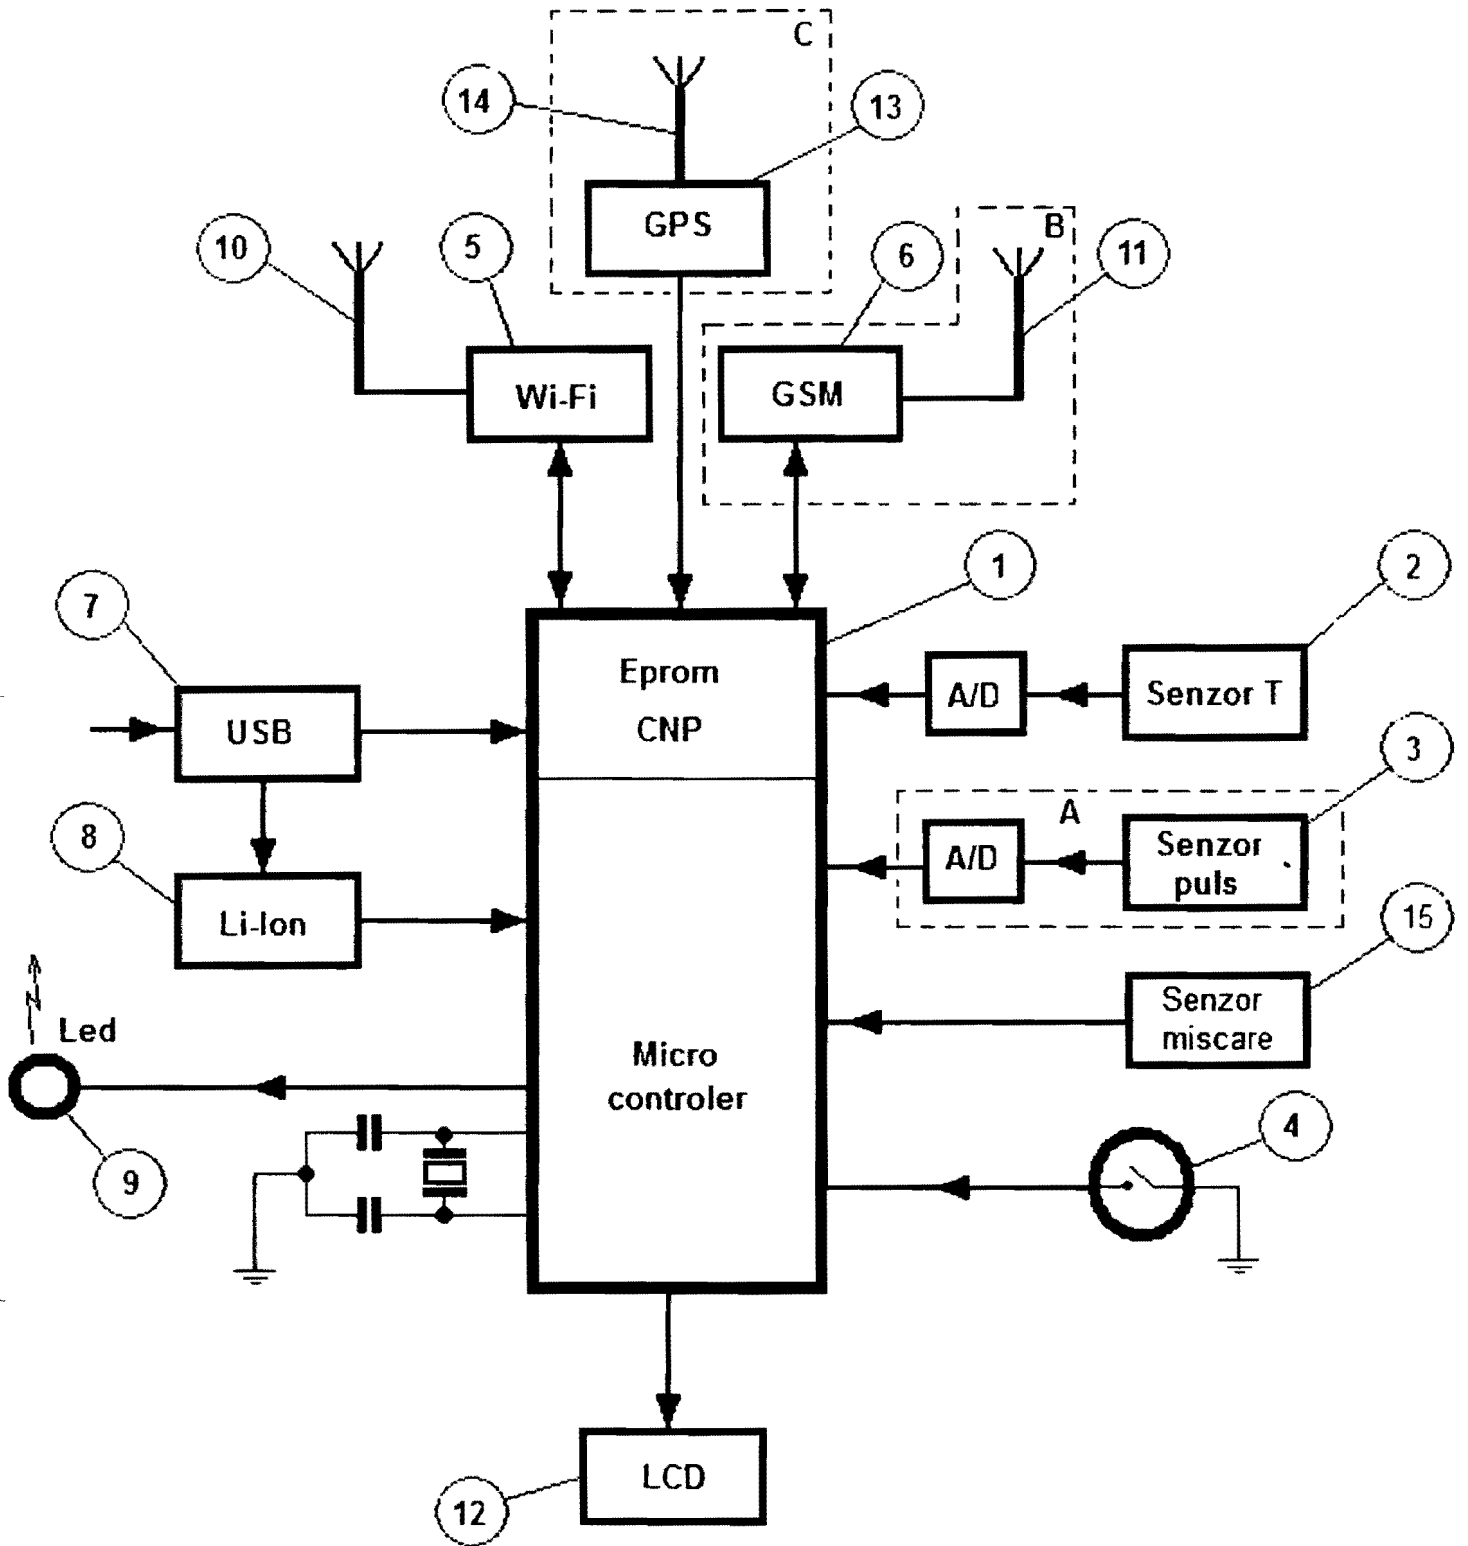 C
14
13
GPS
10
5
6
B
11
Wi-Fi
GSM
1
2
7
Eprom
CNP
A/D
Senzor T
USB
3
8
A
A/D
Senzor
puls
Li-Ion
15
Senzor
miscare
Led
Micro
controler
4
9
LCD
12